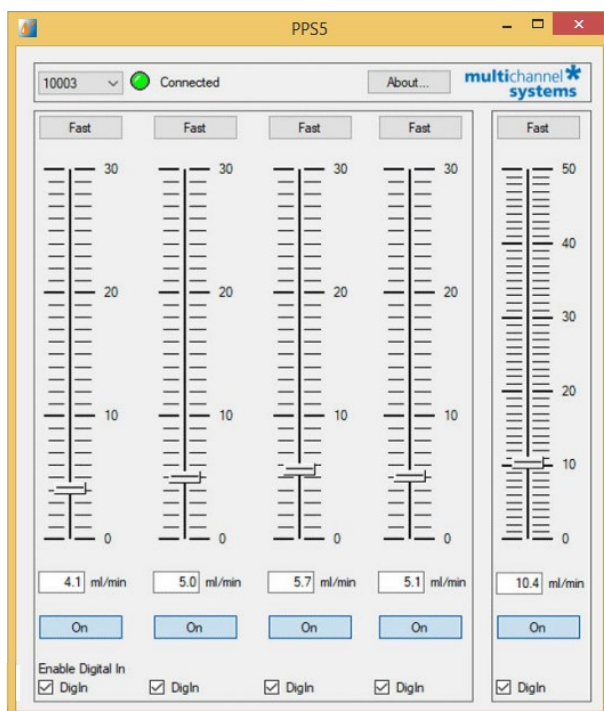 PPS5
10003 Connected About... multichannel systems
Fast Fast Fast Fast Fast
30 30 30 30 50
40
20 20 20 20 30
20
10 10 10 10
10
0 0 0 0 0
4.1 ml/min 5.0 ml/min 5.7 ml/min 5.1 ml/min 10.4 ml/min
On On On On On
Enable Digital In
DigIn DigIn DigIn DigIn DigIn